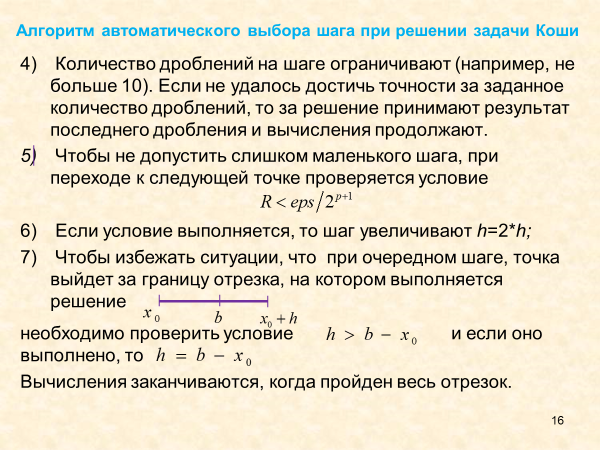 Алгоритм автоматического выбора шага при решении задачи Коши
4) Количество дроблений на шаге ограничивают (например, не
больше 10). Если не удалось достичь точности за заданное
количество дроблений, то за решение принимают результат
последнего дробления и вычисления продолжают.
5) Чтобы не допустить слишком маленького шага, при
переходе к следующей точке проверяется условие
R < eps/2^{p+1}
6) Если условие выполняется, то шаг увеличивают h=2*h;
7) Чтобы избежать ситуации, что при очередном шаге, точка
выйдет за границу отрезка, на котором выполняется
решение
x₀ b x₀ + h
необходимо проверить условие h > b − x₀ и если оно
выполнено, то h = b − x₀
Вычисления заканчиваются, когда пройден весь отрезок.
16